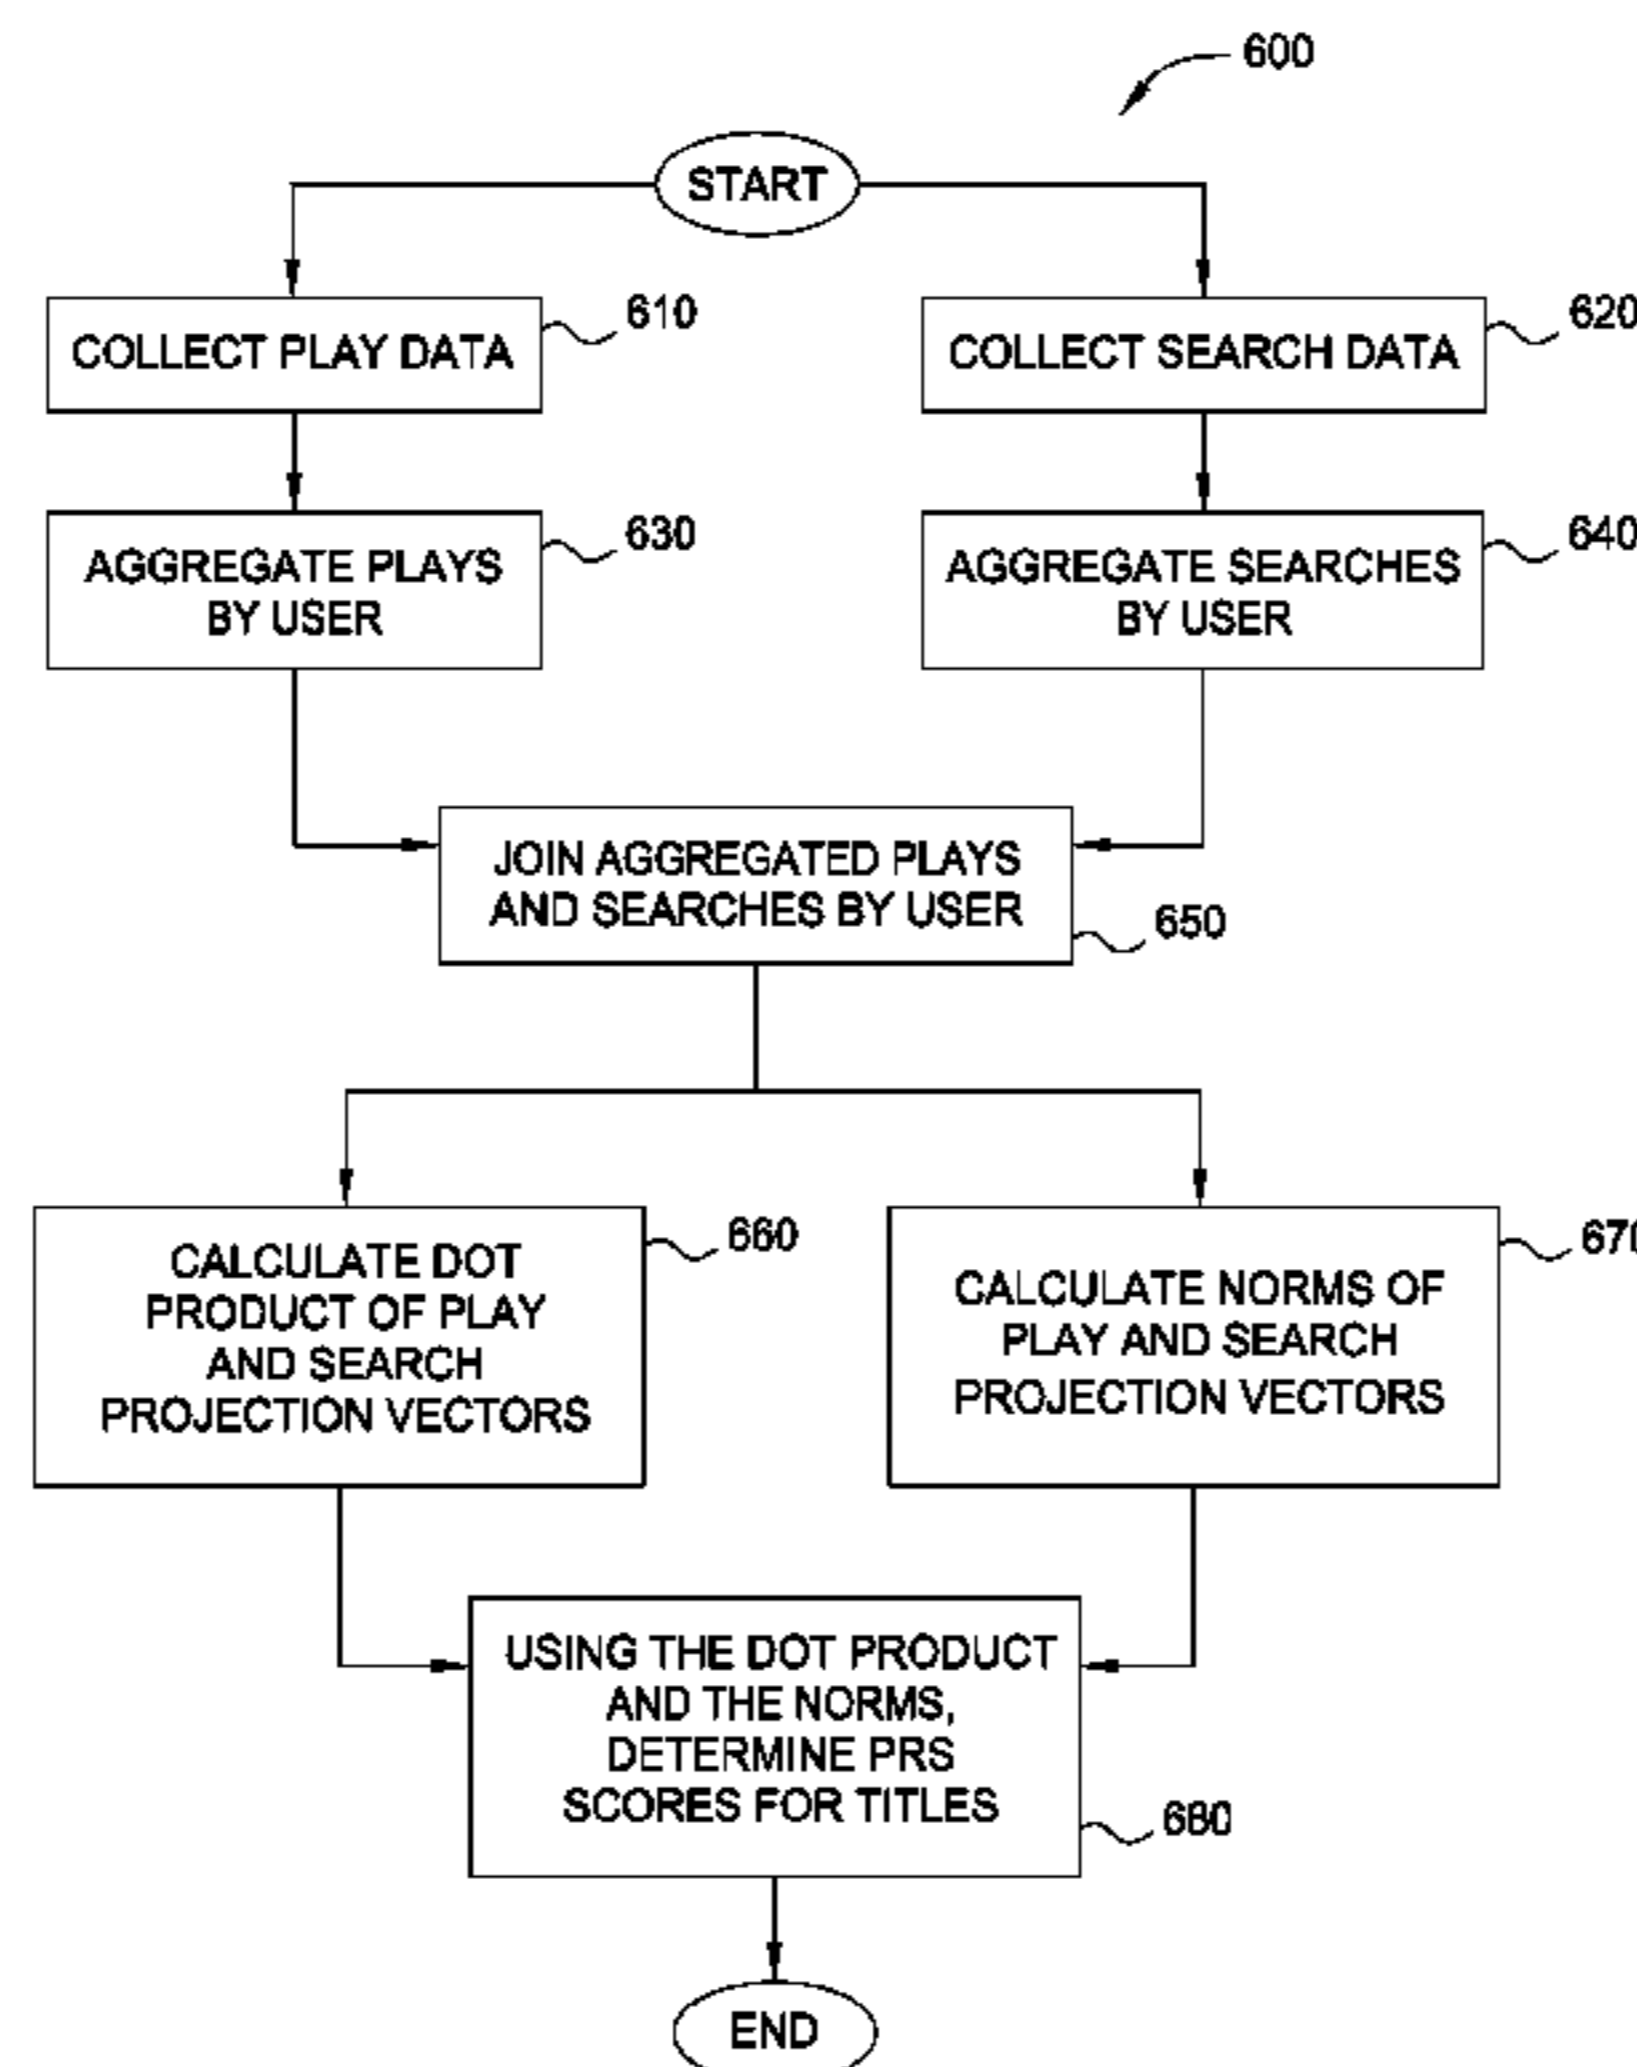 600
START
COLLECT PLAY DATA
610
COLLECT SEARCH DATA
620
AGGREGATE PLAYS
BY USER
630
AGGREGATE SEARCHES
BY USER
640
JOIN AGGREGATED PLAYS
AND SEARCHES BY USER
650
CALCULATE DOT
PRODUCT OF PLAY
AND SEARCH
PROJECTION VECTORS
660
CALCULATE NORMS OF
PLAY AND SEARCH
PROJECTION VECTORS
670
USING THE DOT PRODUCT
AND THE NORMS,
DETERMINE PRS
SCORES FOR TITLES
680
END